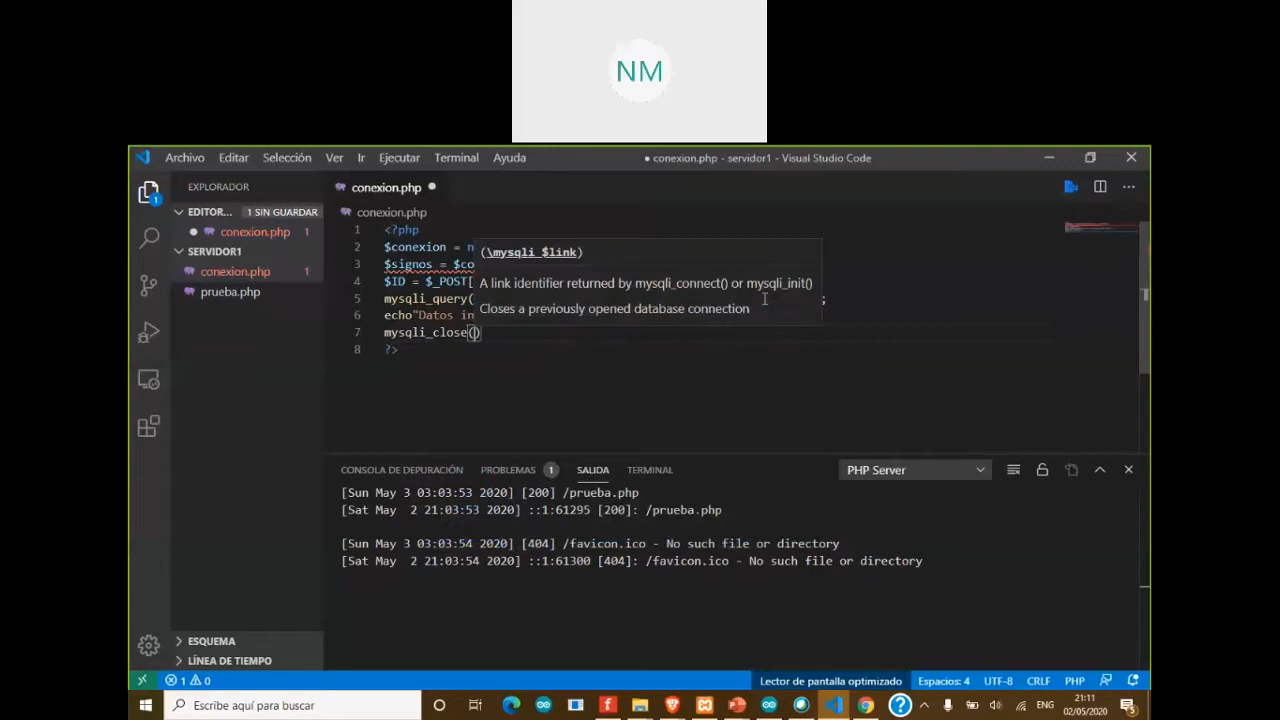 NM
Archivo Editar Selección Ver Ir Ejecutar Terminal Ayuda ● conexion.php - servidor1 - Visual Studio Code
EXPLORADOR
conexion.php ●
EDITOR... 1 SIN GUARDAR
conexion.php
● conexion.php 1
1 <?php
SERVIDOR1
2 $conexion = n
(\mysqli $link)
conexion.php 1
3 $signos = $co
prueba.php
4 $ID = $_POST[
A link identifier returned by mysqli_connect() or mysqli_init()
5 mysqli_query( ;
6 echo"Datos in
Closes a previously opened database connection
7 mysqli_close()
8 ?>
CONSOLA DE DEPURACIÓN PROBLEMAS 1 SALIDA TERMINAL PHP Server
[Sun May 3 03:03:53 2020] [200] /prueba.php
[Sat May 2 21:03:53 2020] ::1:61295 [200]: /prueba.php
[Sun May 3 03:03:54 2020] [404] /favicon.ico - No such file or directory
[Sat May 2 21:03:54 2020] ::1:61300 [404]: /favicon.ico - No such file or directory
ESQUEMA
LÍNEA DE TIEMPO
1 0 Lector de pantalla optimizado Espacios: 4 UTF-8 CRLF PHP
Escribe aquí para buscar
ENG
21:11
02/05/2020
5